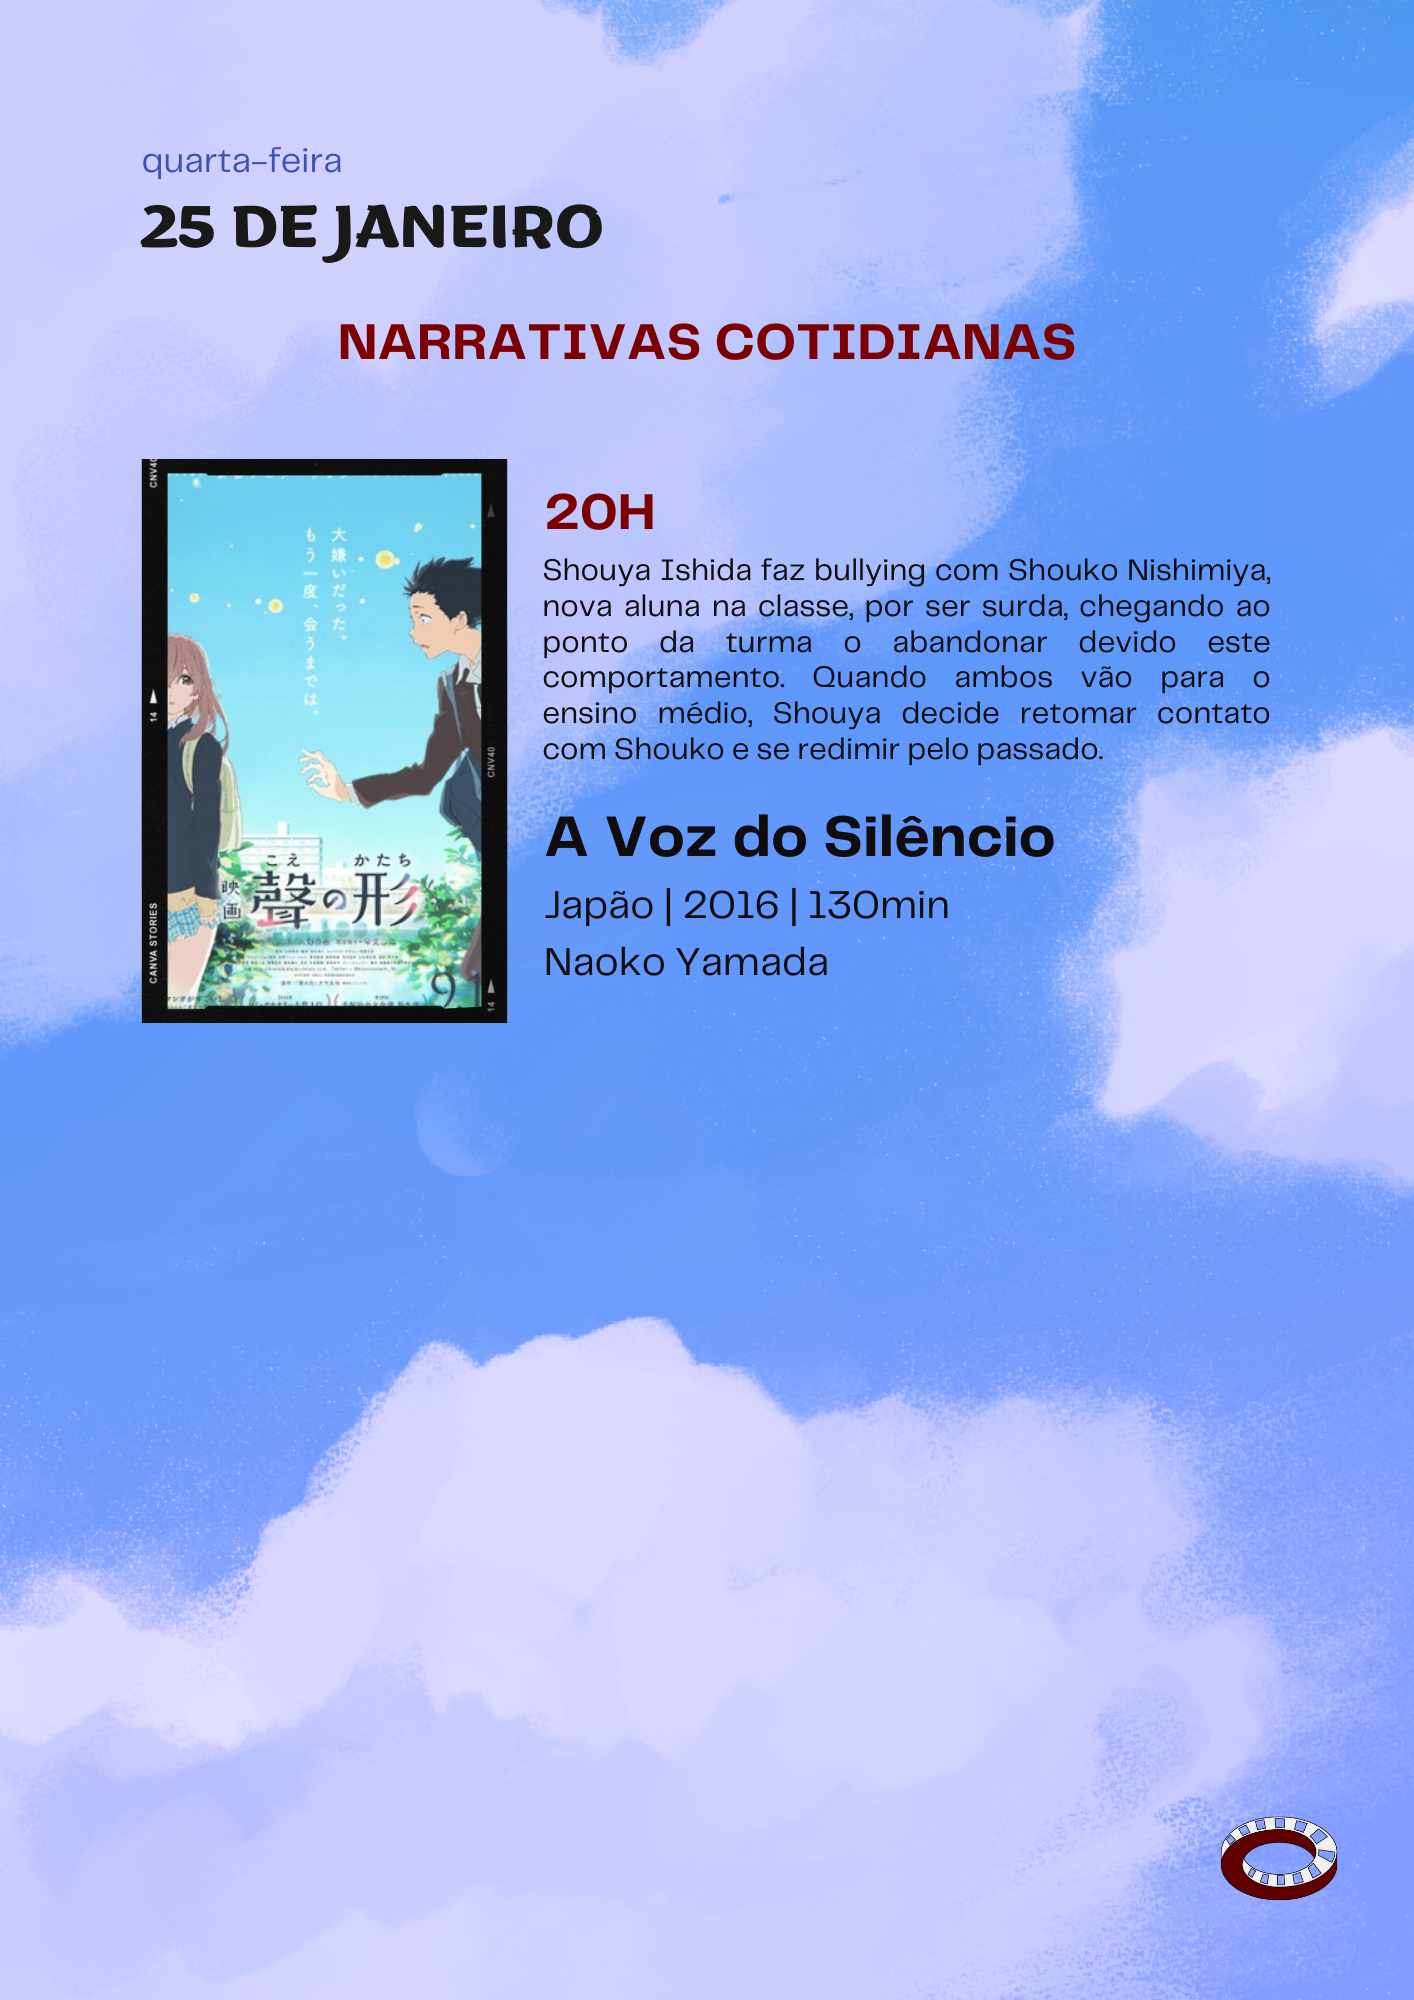 quarta-feira
25 DE JANEIRO
NARRATIVAS COTIDIANAS
CNV40
大嫌いだった。
もう一度、会うまでは。
14
CANVA STORIES
CNV40
14
こえ かたち
映画
聲の形
9
20H
Shouya Ishida faz bullying com Shouko Nishimiya,
nova aluna na classe, por ser surda, chegando ao
ponto da turma o abandonar devido este
comportamento. Quando ambos vão para o
ensino médio, Shouya decide retomar contato
com Shouko e se redimir pelo passado.
A Voz do Silêncio
Japão | 2016 | 130min
Naoko Yamada